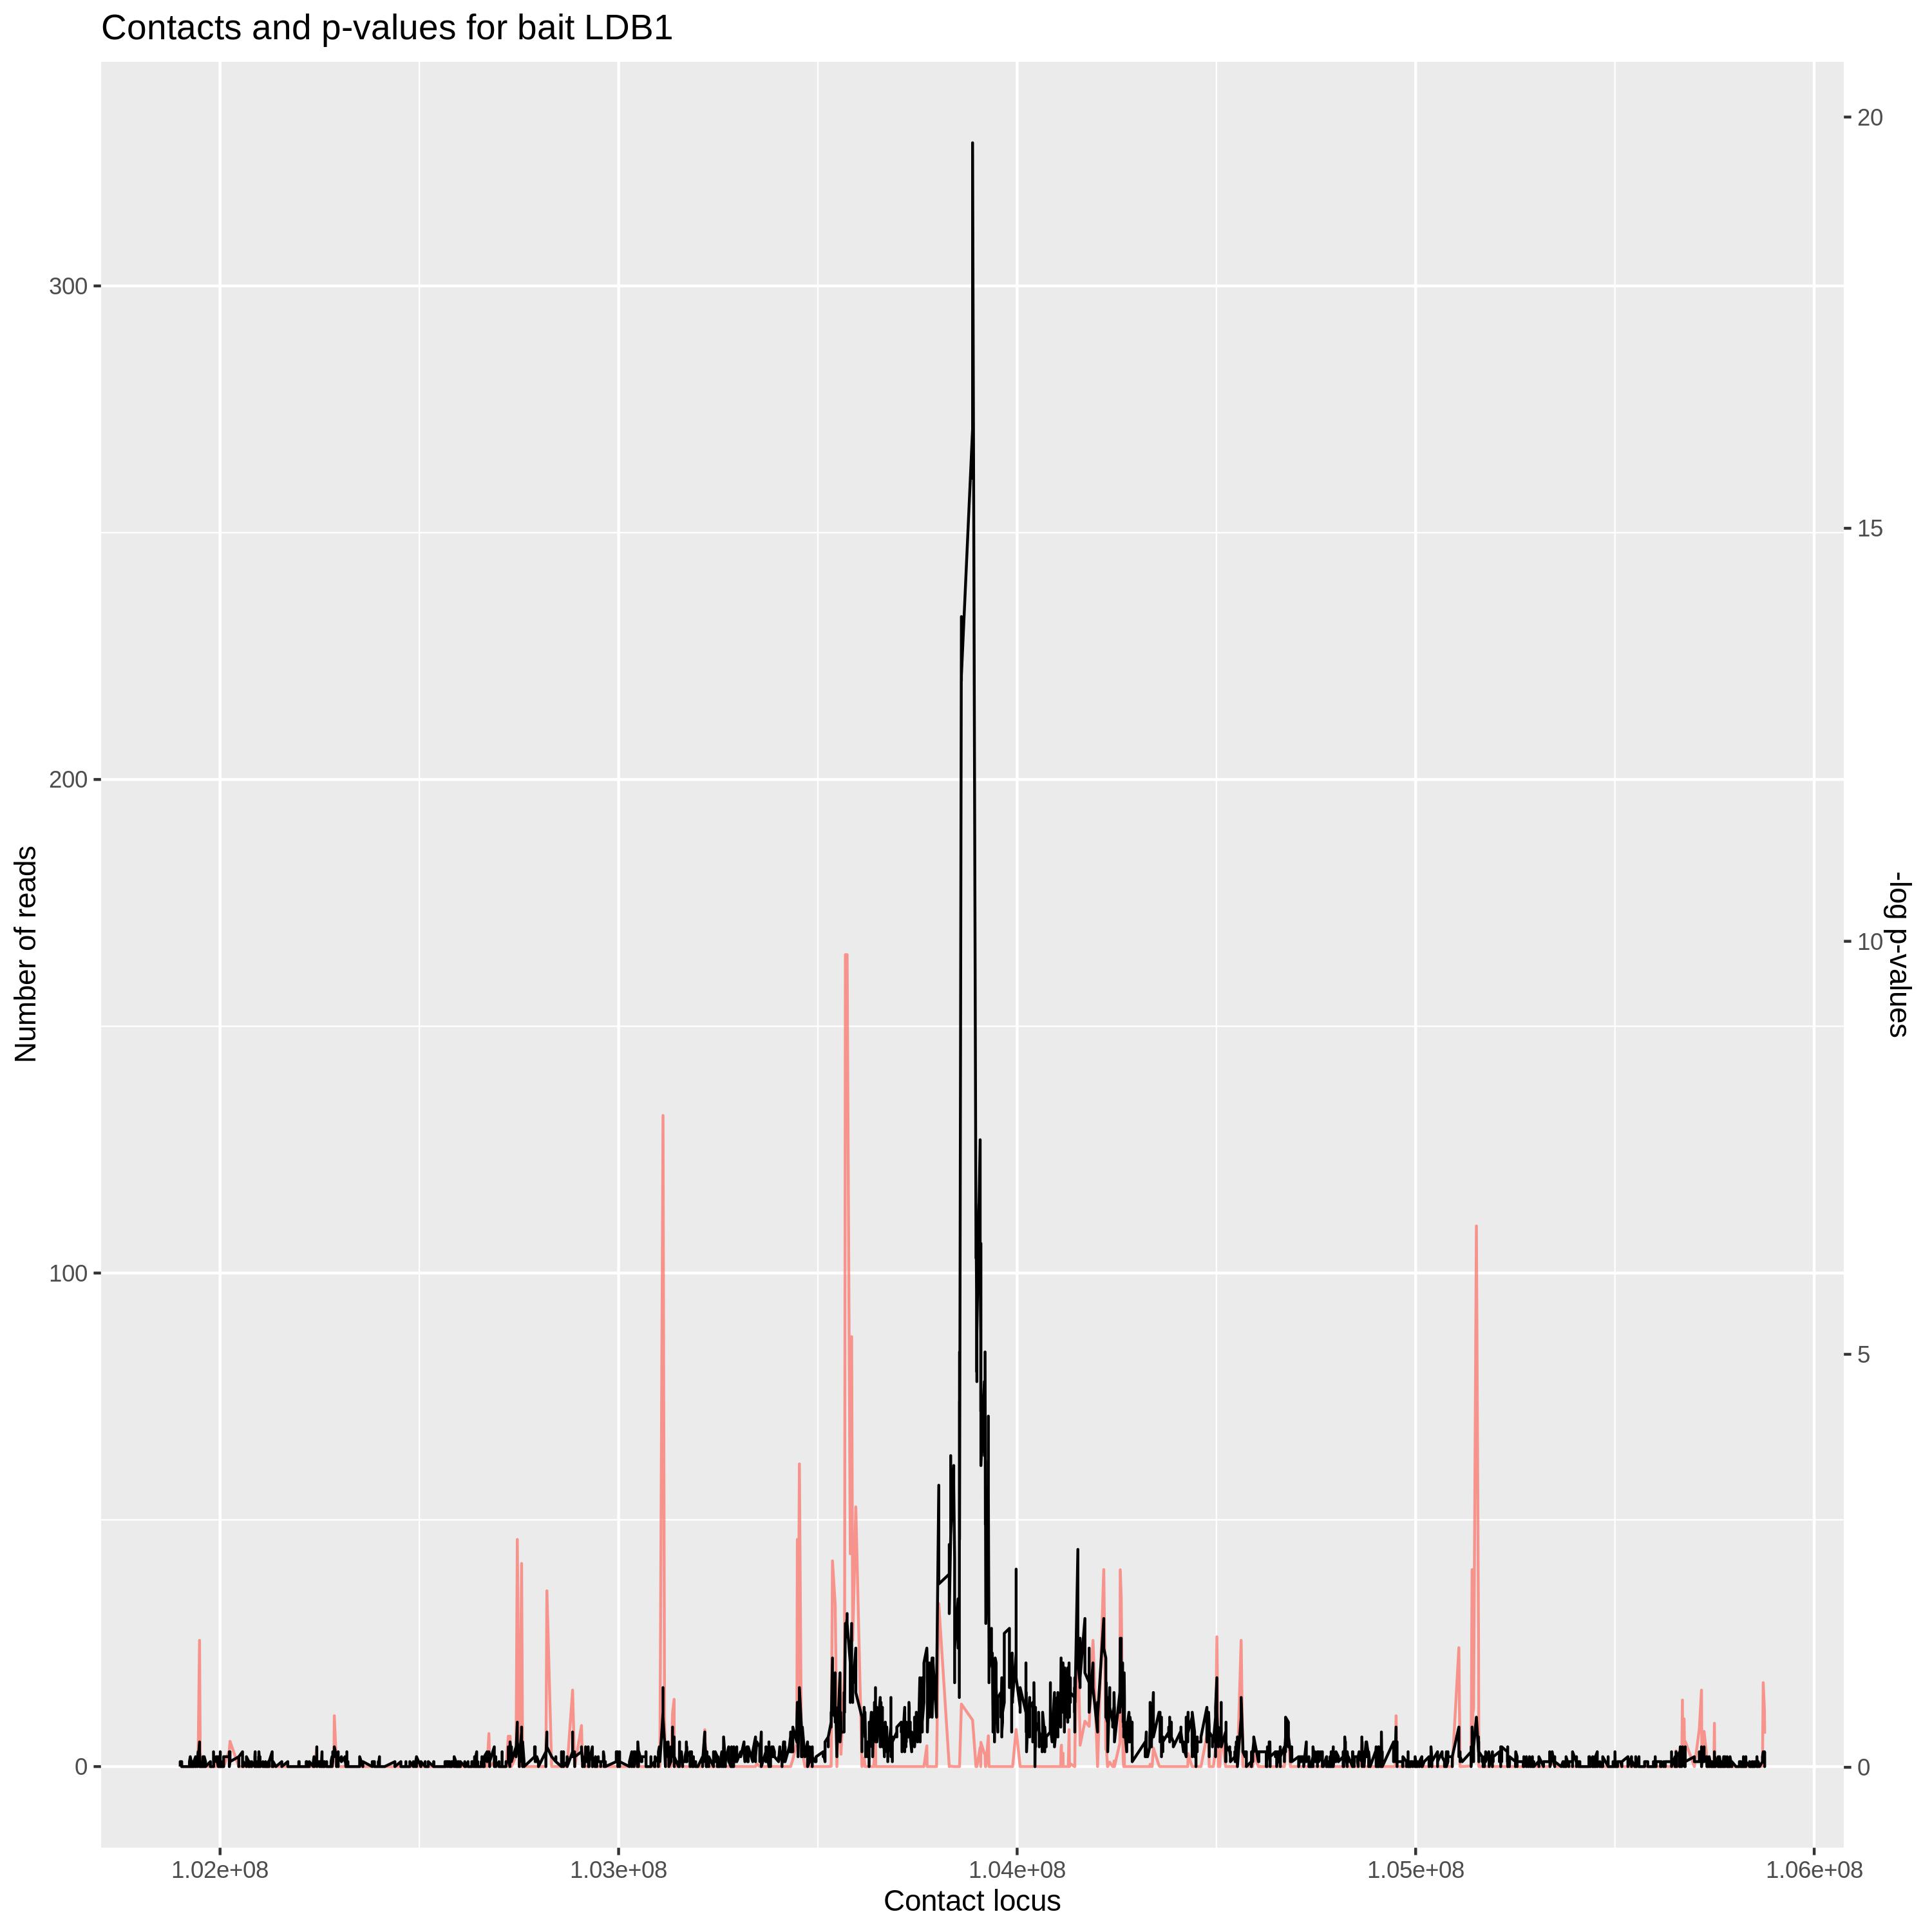 Contacts and p-values for bait LDB1
Number of reads
300
200
100
0
20
15
10
5
0
-log p-values
1.02e+08 1.03e+08 1.04e+08 1.05e+08 1.06e+08
Contact locus